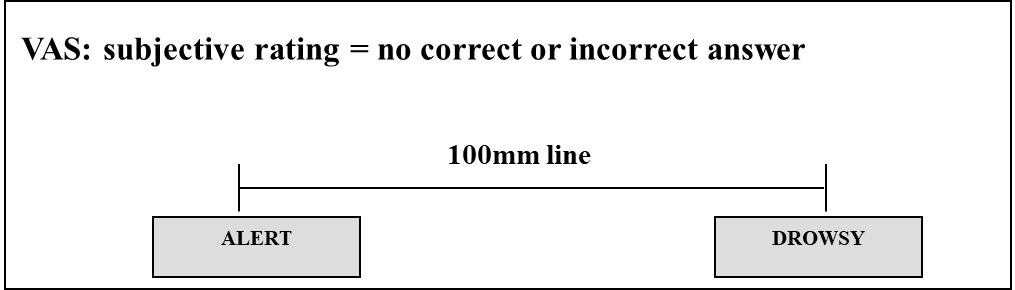 VAS: subjective rating = no correct or incorrect answer
100mm line
ALERT
DROWSY